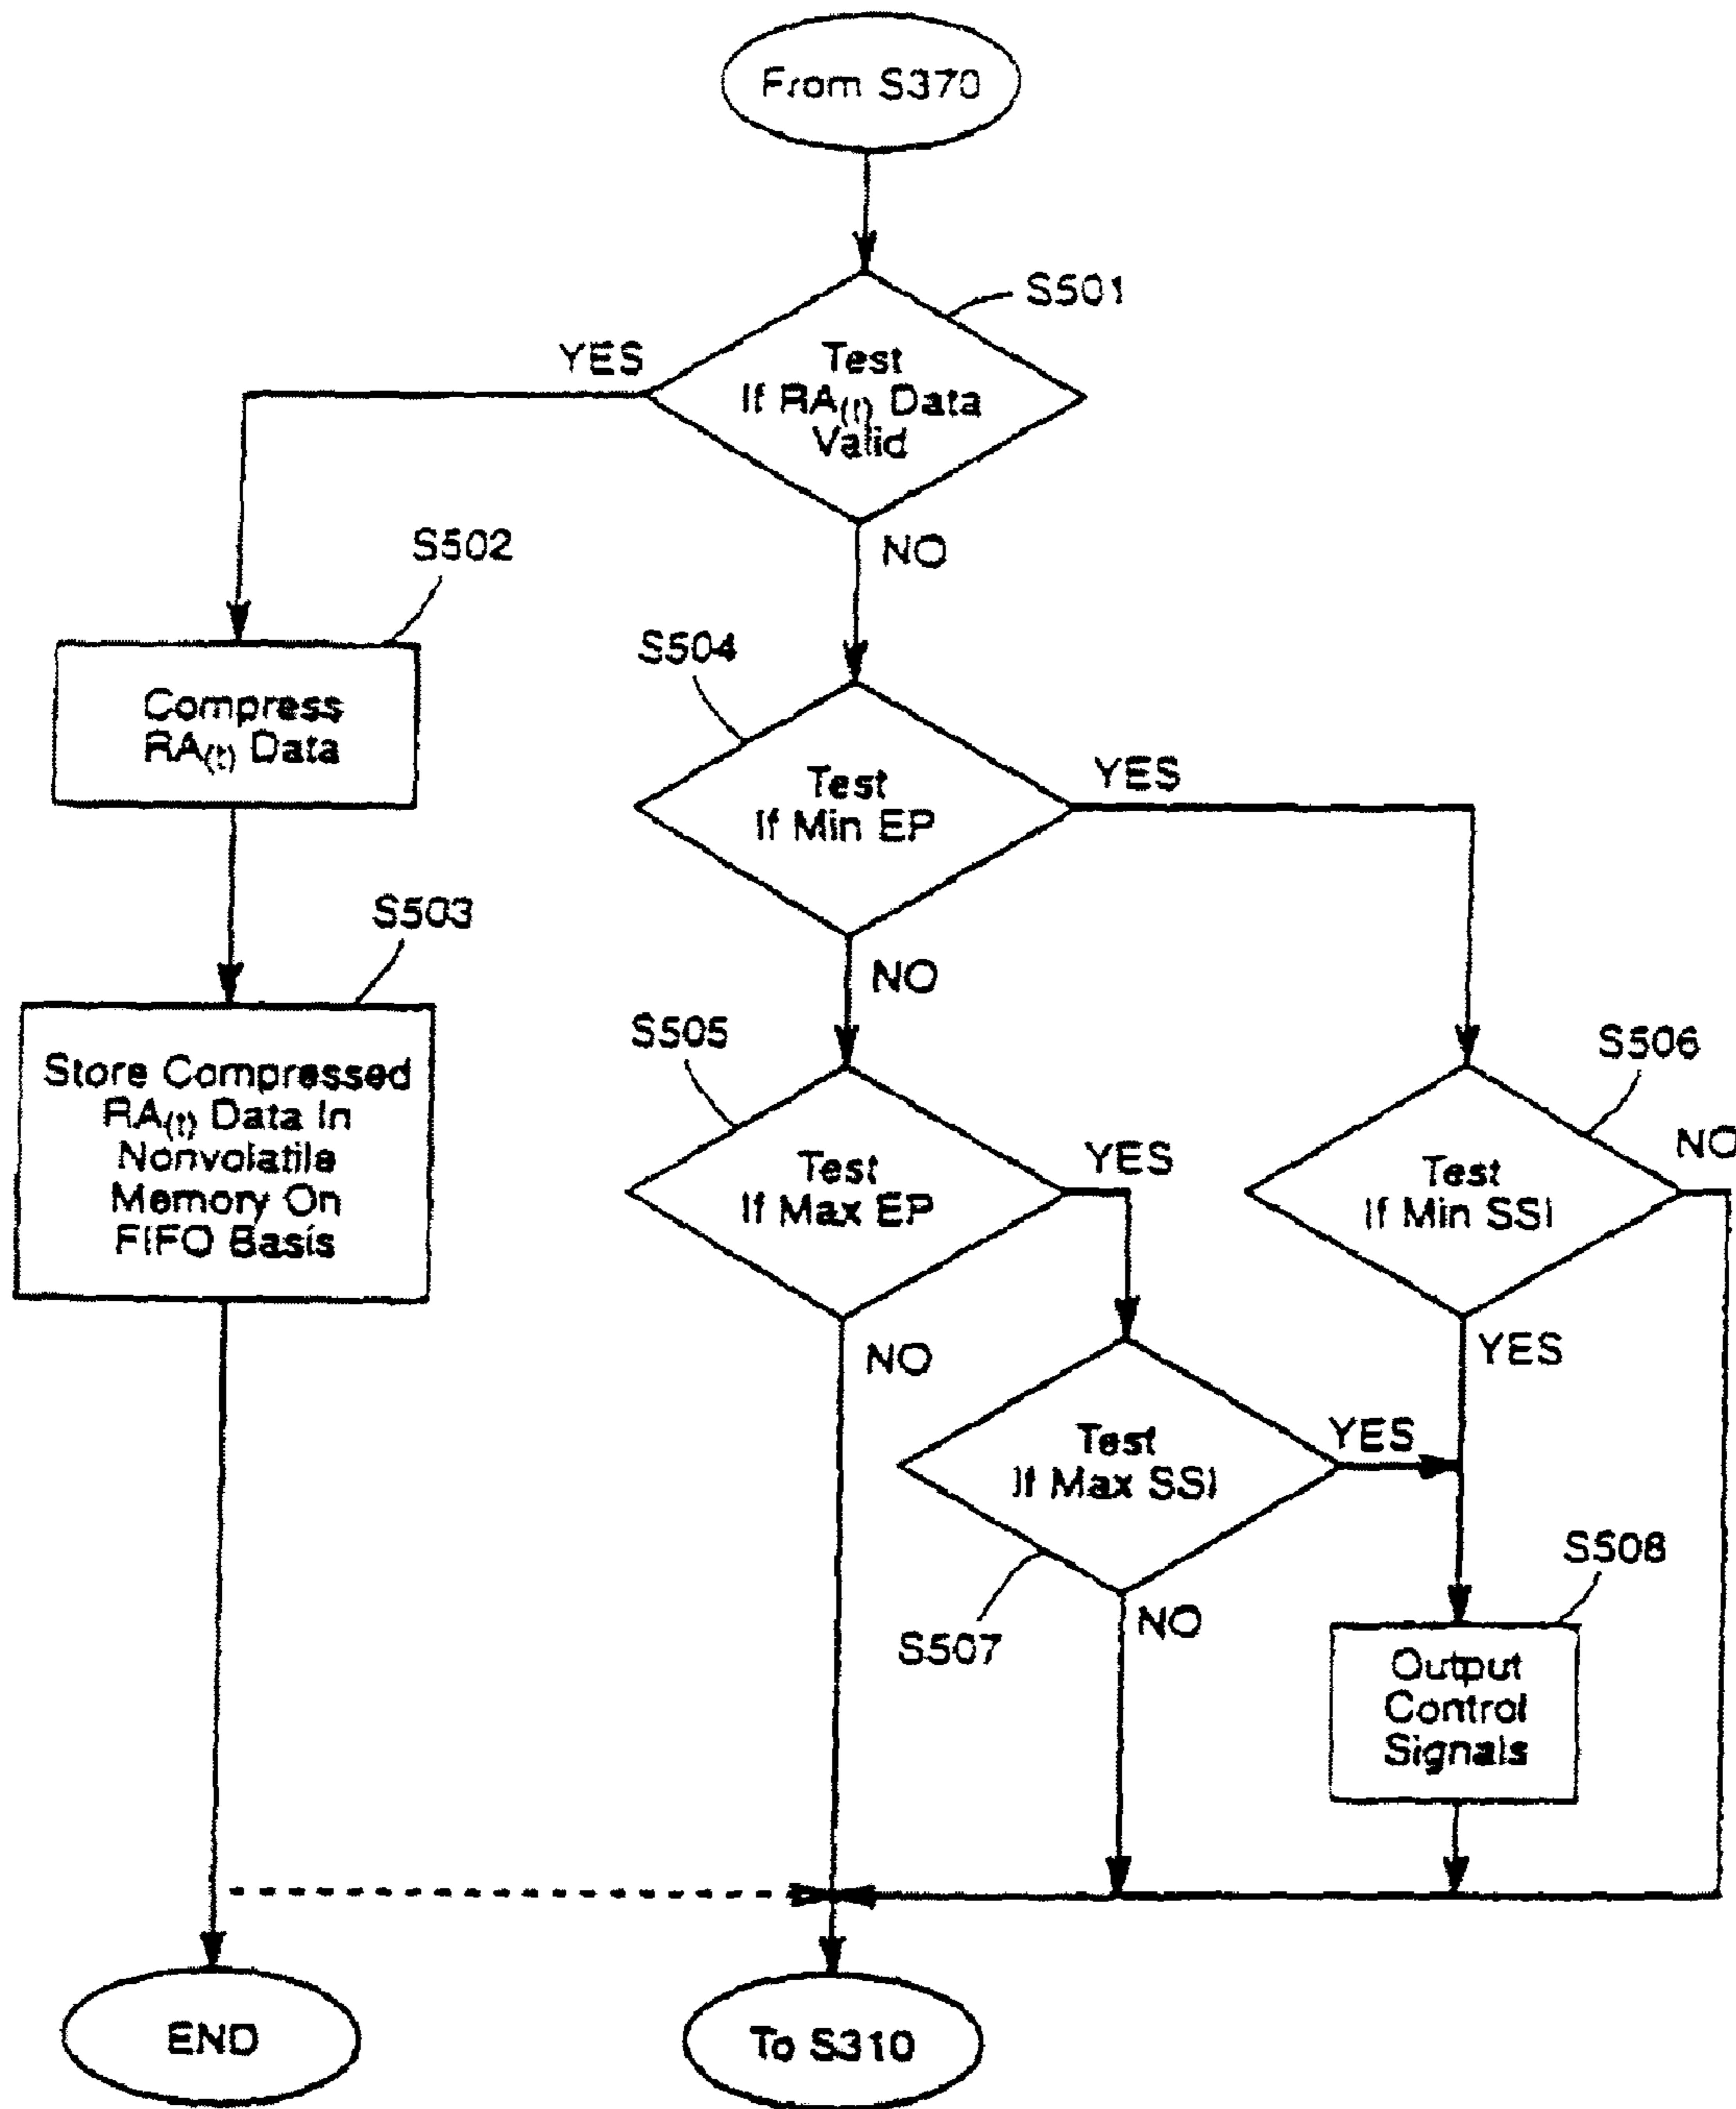 From S370
S501
YES
Test
If RA(t) Data
Valid
NO
S502
Compress
RA(t) Data
S504
Test
If Min EP
YES
NO
S503
Store Compressed
RA(t) Data In
Nonvolatile
Memory On
FIFO Basis
S505
Test
If Max EP
YES
NO
S506
Test
If Min SSI
NO
YES
Test
If Max SSI
YES
S507
NO
S508
Output
Control
Signals
END
To S310